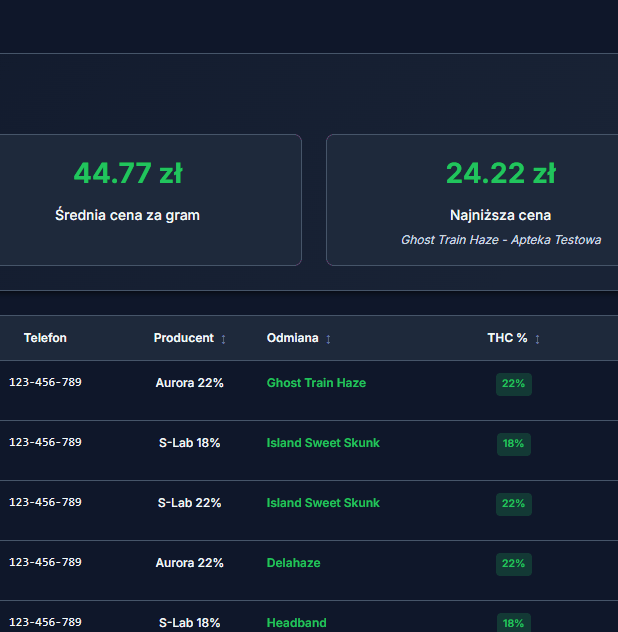 44.77 zł
Średnia cena za gram
24.22 zł
Najniższa cena
Ghost Train Haze - Apteka Testowa
Telefon Producent ↕ Odmiana ↕ THC % ↕
123-456-789 Aurora 22% Ghost Train Haze 22%
123-456-789 S-Lab 18% Island Sweet Skunk 18%
123-456-789 S-Lab 22% Island Sweet Skunk 22%
123-456-789 Aurora 22% Delahaze 22%
123-456-789 S-Lab 18% Headband 18%